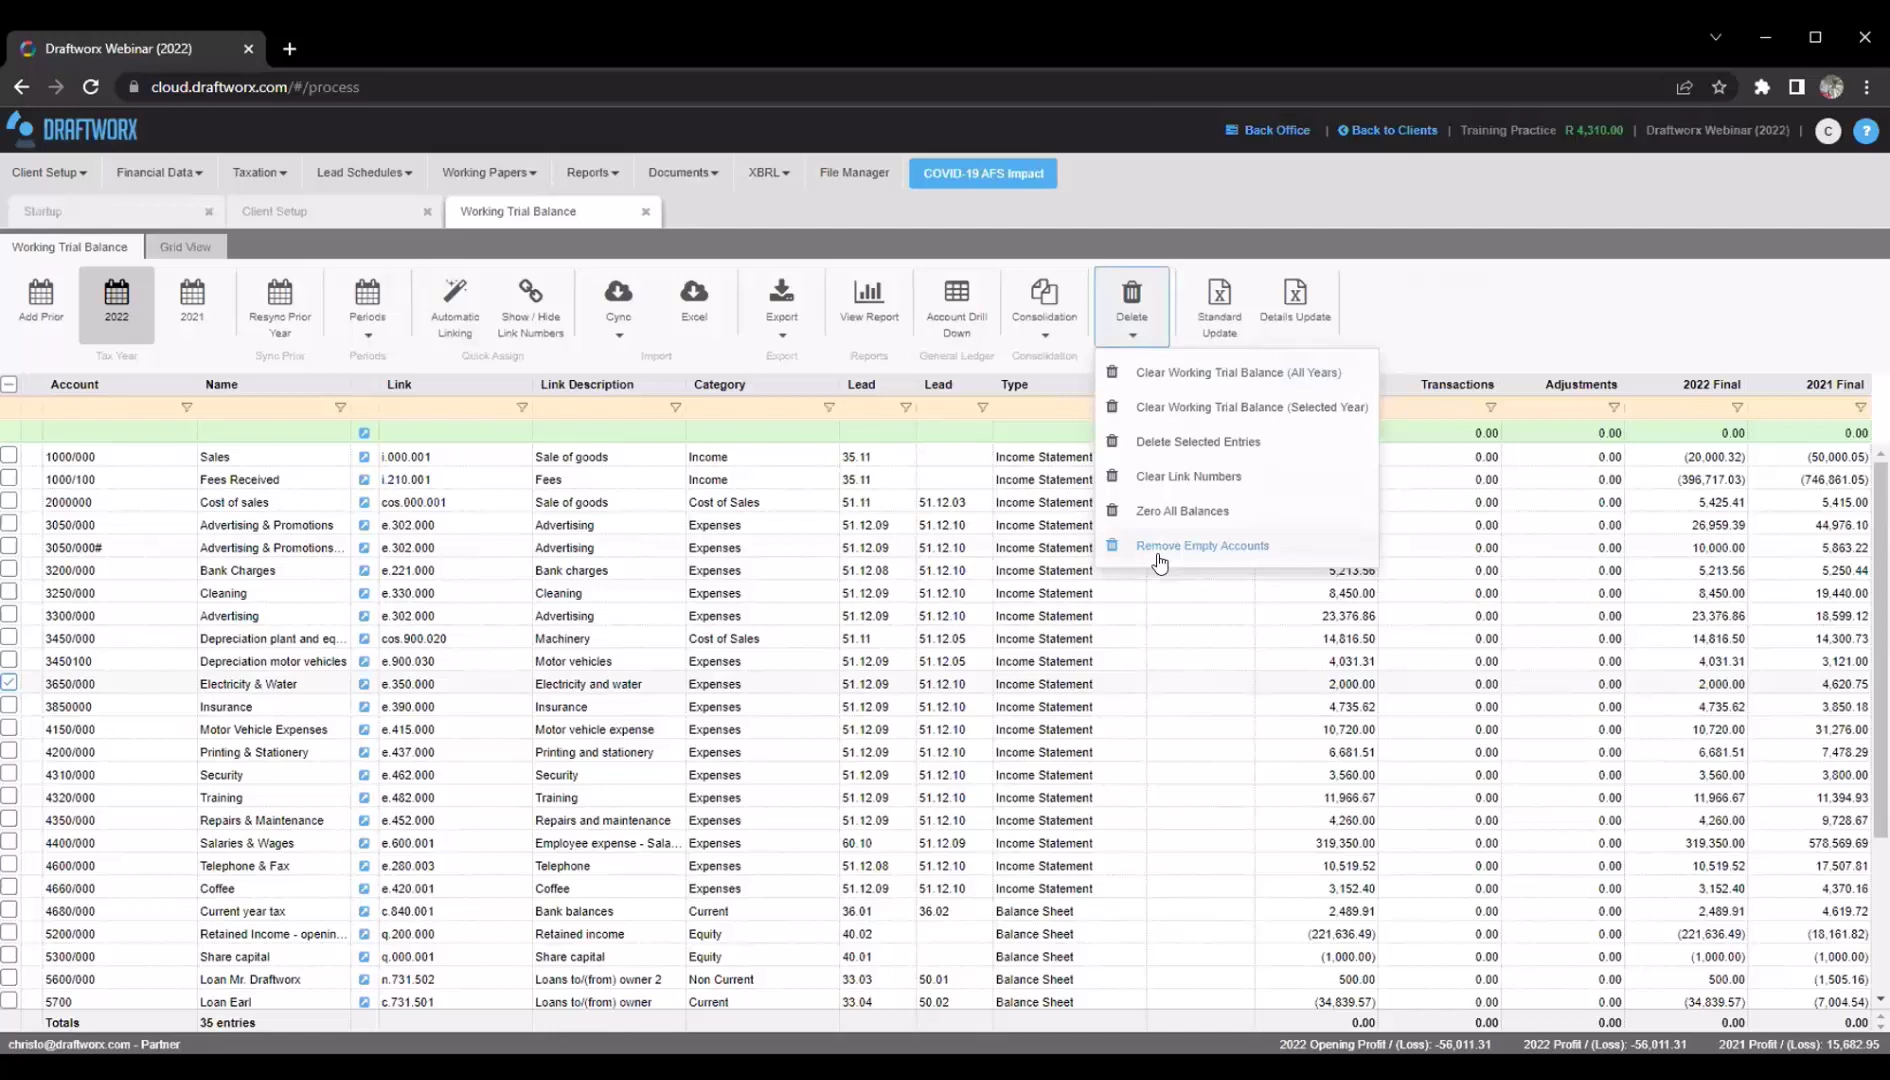 Draftworx Webinar (2022)
cloud.draftworx.com/#/process
DRAFTWORX
Back Office | Back to Clients | Training Practice R 4,310.00 | Draftworx Webinar (2022) | C ?
Client Setup Financial Data Taxation Lead Schedules Working Papers Reports Documents XBRL File Manager COVID-19 AFS Impact
Startup Client Setup Working Trial Balance
Working Trial Balance Grid View
Add Prior 2022 2021 Resync Prior Year Periods Automatic Linking Show / Hide Link Numbers Cync Excel Export View Report Account Drill Down Consolidation Delete Standard Update Details Update
Tax Year Sync Prior Periods Quick Assign Import Export Reports General Ledger Consolidation
Clear Working Trial Balance (All Years)
Clear Working Trial Balance (Selected Year)
Delete Selected Entries
Clear Link Numbers
Zero All Balances
Remove Empty Accounts
Account Name Link Link Description Category Lead Lead Type Transactions Adjustments 2022 Final 2021 Final
0.00 0.00 0.00 0.00
1000/000 Sales i.000.001 Sale of goods Income 35.11 Income Statement 0.00 0.00 (20,000.32) (50,000.05)
1000/100 Fees Received i.210.001 Fees Income 35.11 Income Statement 0.00 0.00 (396,717.03) (746,861.05)
2000000 Cost of sales cos.000.001 Sale of goods Cost of Sales 51.11 51.12.03 Income Statement 0.00 0.00 5,425.41 5,415.00
3050/000 Advertising & Promotions e.302.000 Advertising Expenses 51.12.09 51.12.10 Income Statement 0.00 0.00 26,959.39 44,976.10
3050/000# Advertising & Promotions... e.302.000 Advertising Expenses 51.12.09 51.12.10 Income Statement 0.00 0.00 10,000.00 5,863.22
3200/000 Bank Charges e.221.000 Bank charges Expenses 51.12.08 51.12.10 Income Statement 5,213.56 0.00 0.00 5,213.56 5,250.44
3250/000 Cleaning e.330.000 Cleaning Expenses 51.12.09 51.12.10 Income Statement 8,450.00 0.00 0.00 8,450.00 19,440.00
3300/000 Advertising e.302.000 Advertising Expenses 51.12.09 51.12.10 Income Statement 23,376.86 0.00 0.00 23,376.86 18,599.12
3450/000 Depreciation plant and eq... cos.900.020 Machinery Cost of Sales 51.11 51.12.05 Income Statement 14,816.50 0.00 0.00 14,816.50 14,300.73
3450100 Depreciation motor vehicles e.900.030 Motor vehicles Expenses 51.12.09 51.12.05 Income Statement 4,031.31 0.00 0.00 4,031.31 3,121.00
3650/000 Electricity & Water e.350.000 Electricity and water Expenses 51.12.09 51.12.10 Income Statement 2,000.00 0.00 0.00 2,000.00 4,620.75
3850000 Insurance e.390.000 Insurance Expenses 51.12.09 51.12.10 Income Statement 4,735.62 0.00 0.00 4,735.62 3,850.18
4150/000 Motor Vehicle Expenses e.415.000 Motor vehicle expense Expenses 51.12.09 51.12.10 Income Statement 10,720.00 0.00 0.00 10,720.00 31,276.00
4200/000 Printing & Stationery e.437.000 Printing and stationery Expenses 51.12.09 51.12.10 Income Statement 6,681.51 0.00 0.00 6,681.51 7,478.29
4310/000 Security e.462.000 Security Expenses 51.12.09 51.12.10 Income Statement 3,560.00 0.00 0.00 3,560.00 3,800.00
4320/000 Training e.482.000 Training Expenses 51.12.09 51.12.10 Income Statement 11,966.67 0.00 0.00 11,966.67 11,394.93
4350/000 Repairs & Maintenance e.452.000 Repairs and maintenance Expenses 51.12.09 51.12.10 Income Statement 4,260.00 0.00 0.00 4,260.00 9,728.67
4400/000 Salaries & Wages e.600.001 Employee expense - Sala... Expenses 60.10 51.12.09 Income Statement 319,350.00 0.00 0.00 319,350.00 578,569.69
4600/000 Telephone & Fax e.280.003 Telephone Expenses 51.12.08 51.12.10 Income Statement 10,519.52 0.00 0.00 10,519.52 17,507.81
4660/000 Coffee e.420.001 Coffee Expenses 51.12.09 51.12.10 Income Statement 3,152.40 0.00 0.00 3,152.40 4,370.16
4680/000 Current year tax c.840.001 Bank balances Current 36.01 36.02 Balance Sheet 2,489.91 0.00 0.00 2,489.91 4,619.72
5200/000 Retained Income - openin... q.200.000 Retained income Equity 40.02 Balance Sheet (221,636.49) 0.00 0.00 (221,636.49) (18,161.82)
5300/000 Share capital q.000.001 Share capital Equity 40.01 Balance Sheet (1,000.00) 0.00 0.00 (1,000.00) (1,000.00)
5600/000 Loan Mr. Draftworx n.731.502 Loans to/(from) owner 2 Non Current 33.03 50.01 Balance Sheet 500.00 0.00 0.00 500.00 (1,505.16)
5700 Loan Earl c.731.501 Loans to/(from) owner Current 33.04 50.02 Balance Sheet (34,839.57) 0.00 0.00 (34,839.57) (7,004.54)
Totals 35 entries 0.00 0.00 0.00 0.00 0.00
christo@draftworx.com - Partner 2022 Opening Profit / (Loss): -56,011.31 2022 Profit / (Loss): -56,011.31 2021 Profit / (Loss): 15,682.95